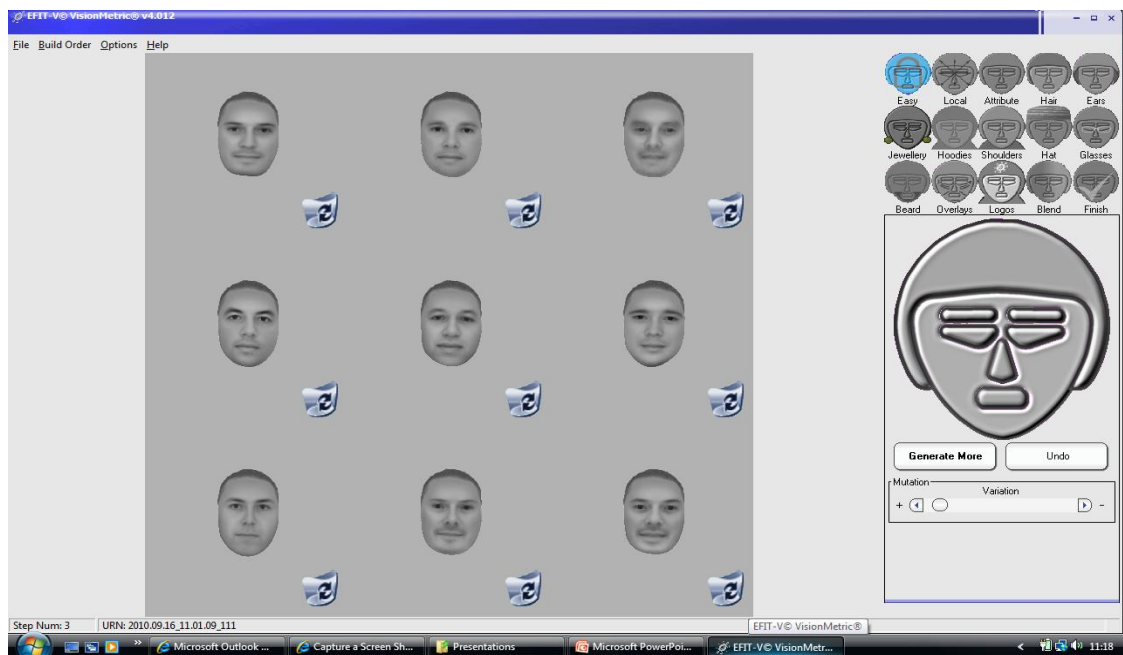 EFIT-V© VisionMetric® v4.012
File Build Order Options Help
Easy Local Attribute Hair Ears
Jewellery Hoodies Shoulders Hat Glasses
Beard Overlays Logos Blend Finish
Generate More Undo
Mutation
Variation
+ -
Step Num: 3 URN: 2010.09.16_11.01.09_111
EFIT-V© VisionMetric®
Microsoft Outlook ... Capture a Screen Sh... Presentations Microsoft PowerPoi... EFIT-V© VisionMetr... 11:18